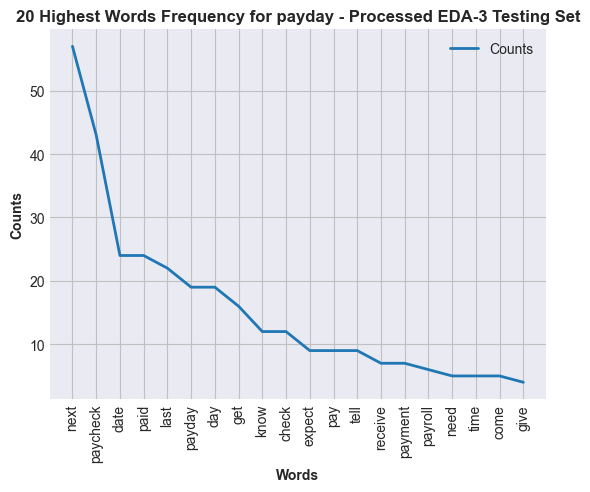 20 Highest Words Frequency for payday - Processed EDA-3 Testing Set
Counts
50
40
30
20
10
Counts
next
paycheck
date
paid
last
payday
day
get
know
check
expect
pay
tell
receive
payment
payroll
need
time
come
give
Words